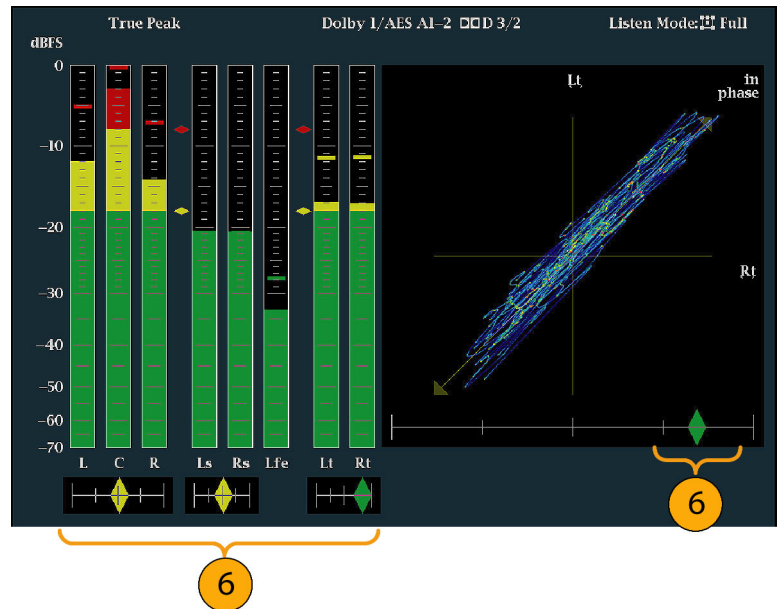 True Peak
Dolby 1/AES A1-2 ▯▯D 3/2
Listen Mode: Full
dBFS
0
-10
-20
-30
-40
-50
-60
-70
L C R Ls Rs Lfe Lt Rt
Lt
in
phase
Rt
6
6